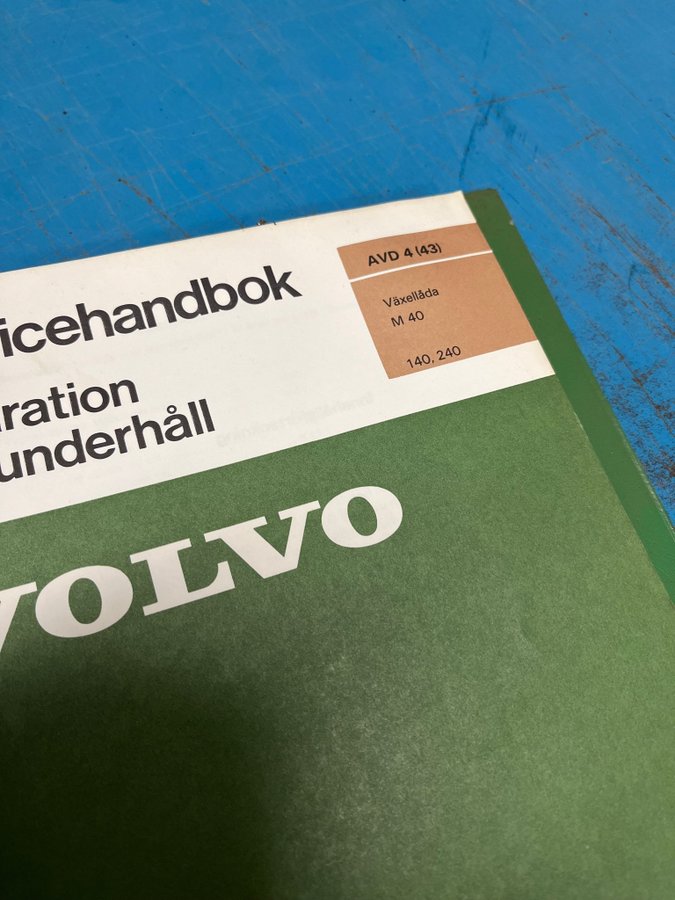 icehandbok
AVD 4 (43)
Växellåda
M 40
140, 240
ration
underhåll
VOLVO